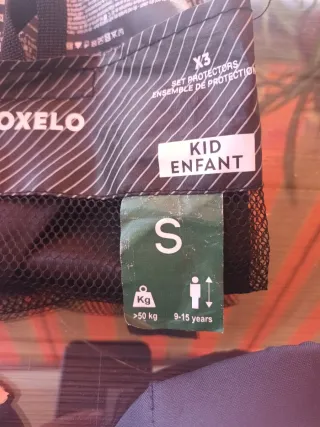 X3
SET PROTECTORS
ENSEMBLE DE PROTECTION
OXELO
KID
ENFANT
S
Kg
>50 kg
9-15 years